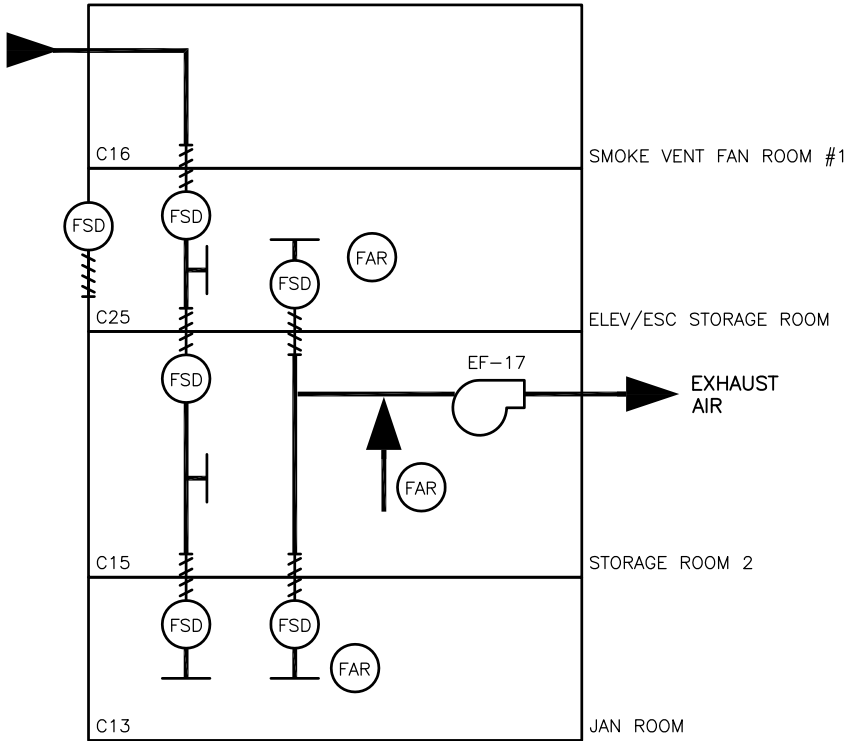 C16
SMOKE VENT FAN ROOM #1
FSD
FSD
FAR
FSD
C25
ELEV/ESC STORAGE ROOM
EF-17
FSD
EXHAUST
AIR
FAR
C15
STORAGE ROOM 2
FSD
FSD
FAR
C13
JAN ROOM